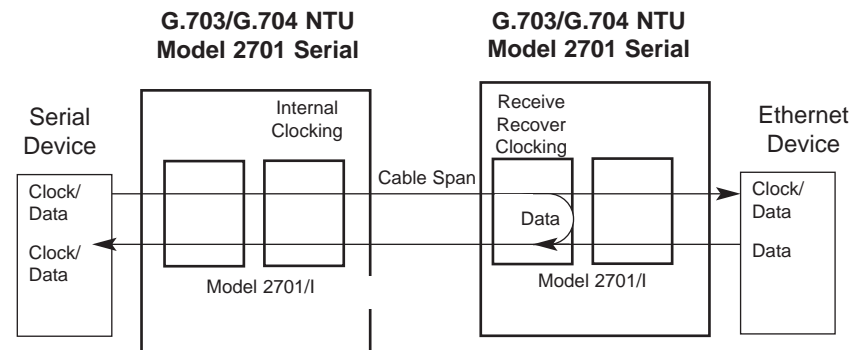 G.703/G.704 NTU
Model 2701 Serial
G.703/G.704 NTU
Model 2701 Serial
Serial
Device
Internal
Clocking
Receive
Recover
Clocking
Ethernet
Device
Clock/
Data
Cable Span
Clock/
Data
Data
Clock/
Data
Data
Model 2701/I
Model 2701/I